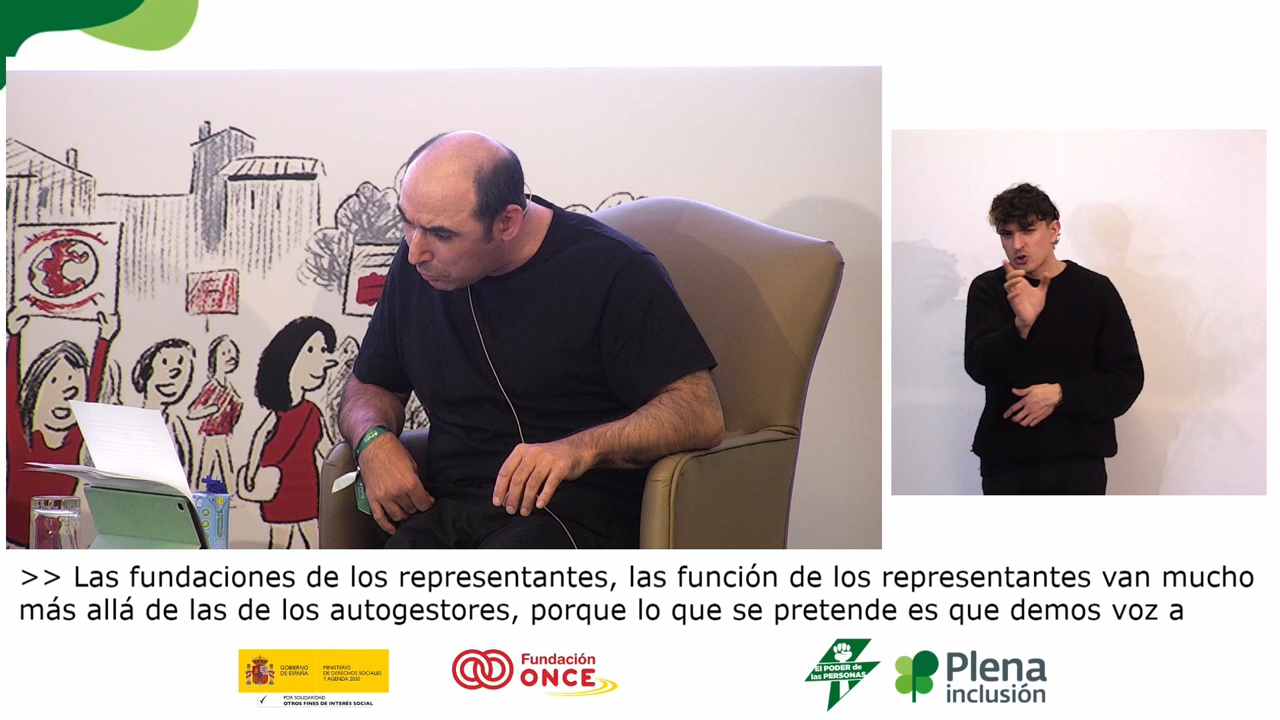 >> Las fundaciones de los representantes, las función de los representantes van mucho
más allá de las de los autogestores, porque lo que se pretende es que demos voz a
GOBIERNO
DE ESPAÑA
MINISTERIO
DE DERECHOS SOCIALES
Y AGENDA 2030
POR SOLIDARIDAD
OTROS FINES DE INTERÉS SOCIAL
Fundación
ONCE
EL PODER de
las PERSONAS
Plena
inclusión